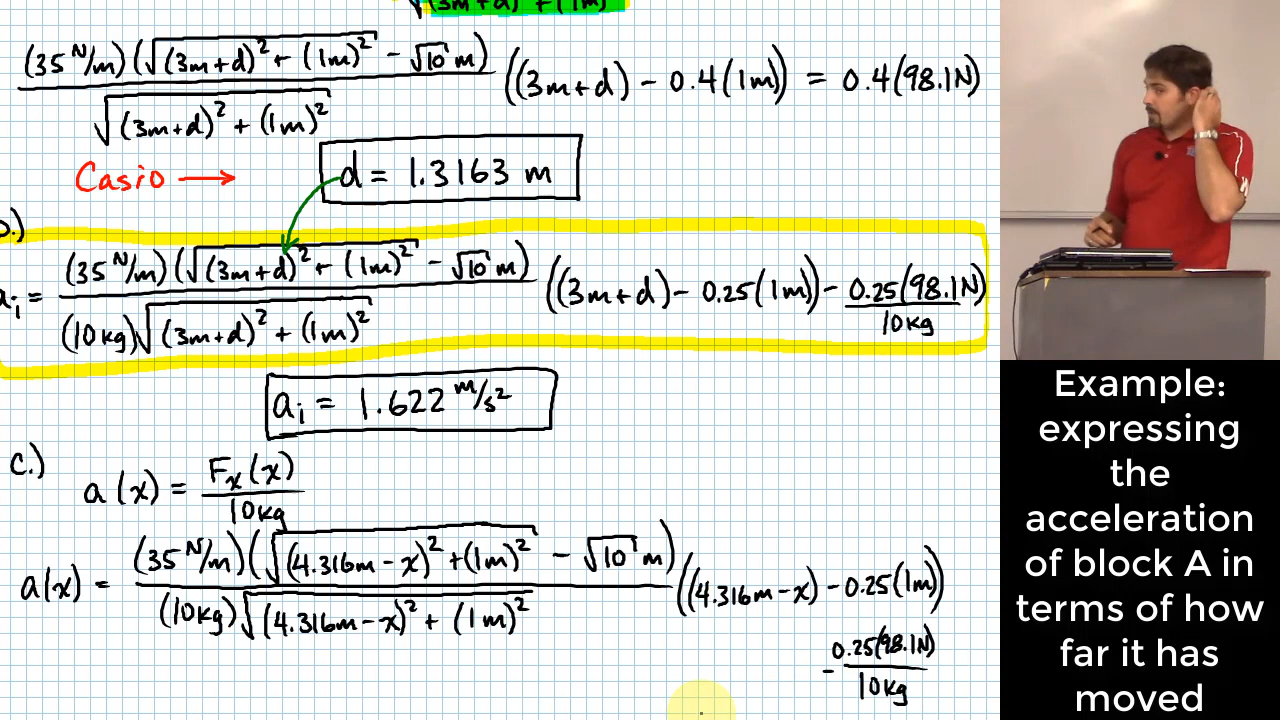 √((3m+d)² + (1m)²)
(35 N/m)(√((3m+d)² + (1m)²) - √10 m) / √((3m+d)² + (1m)²) ((3m+d) - 0.4(1m)) = 0.4(98.1N)
Casio → d = 1.3163 m
b.)
aᵢ = (35 N/m)(√((3m+d)² + (1m)²) - √10 m) / (10kg)√((3m+d)² + (1m)²) ((3m+d) - 0.25(1m)) - 0.25(98.1N) / 10kg
aᵢ = 1.622 m/s²
c.)
a(x) = Fₓ(x) / 10kg
a(x) = (35 N/m)(√((4.316m-x)² + (1m)²) - √10 m) / (10kg)√((4.316m-x)² + (1m)²) ((4.316m-x) - 0.25(1m))
- 0.25(98.1N) / 10kg
Example:
expressing
the
acceleration
of block A in
terms of how
far it has
moved